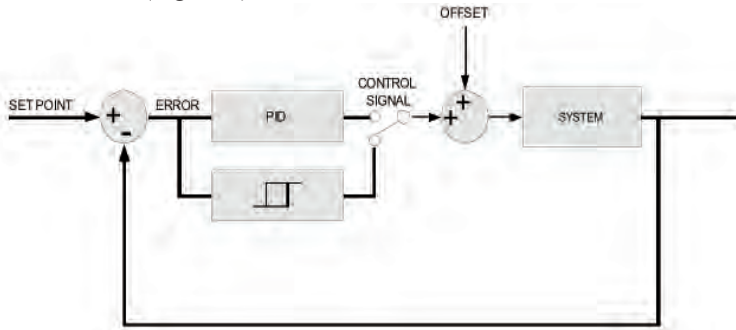 OFFSET
SET POINT
+
-
ERROR
PID
CONTROL
SIGNAL
+
+
SYSTEM